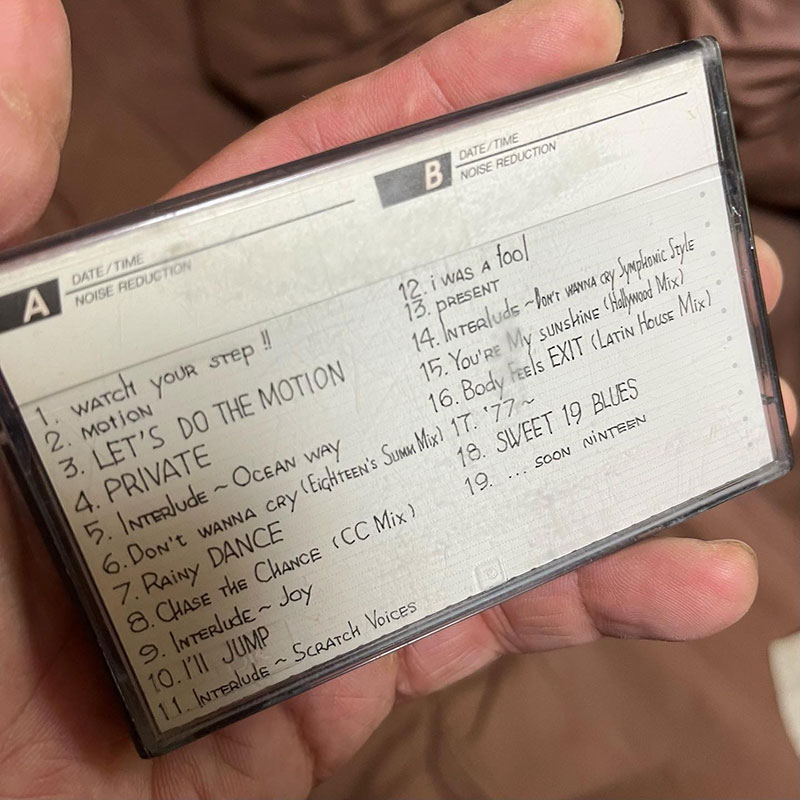 A DATE/TIME
NOISE REDUCTION
B DATE/TIME
NOISE REDUCTION
1. WATCH YOUR STEP !!
2. MOTION
3. LET'S DO THE MOTION
4. PRIVATE
5. INTERLUDE ~ OCEAN WAY
6. DON'T WANNA CRY (EIGHTEEN'S SUMM MIX)
7. RAINY DANCE
8. CHASE THE CHANCE (CC MIX)
9. INTERLUDE ~ JOY
10. I'll JUMP
11. INTERLUDE ~ SCRATCH VOICES
12. i WAS A fool
13. PRESENT
14. INTERLUDE ~DON'T WANNA CRY Symphonic Style
15. YOU'RE My SUNSHINE (Hollywood Mix)
16. Body Feels EXIT (LATIN HOUSE MIX)
17. '77~
18. SWEET 19 BLUES
19. ... SOON NINTEEN